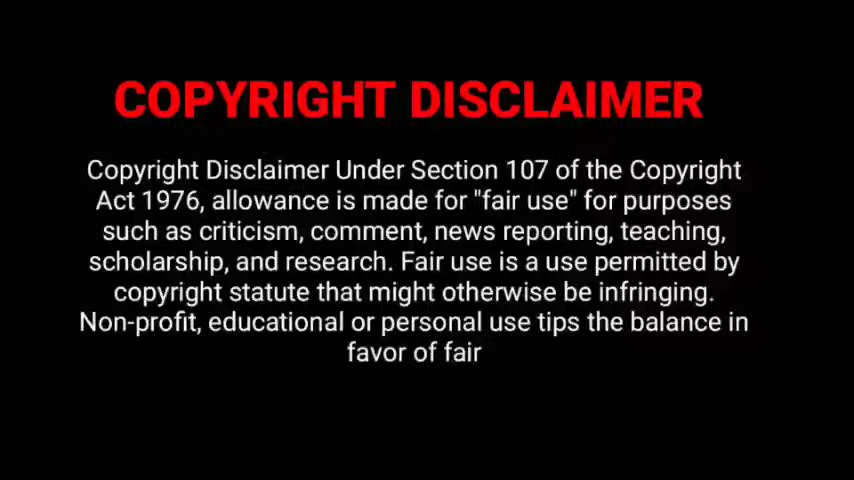 COPYRIGHT DISCLAIMER
Copyright Disclaimer Under Section 107 of the Copyright
Act 1976, allowance is made for "fair use" for purposes
such as criticism, comment, news reporting, teaching,
scholarship, and research. Fair use is a use permitted by
copyright statute that might otherwise be infringing.
Non-profit, educational or personal use tips the balance in
favor of fair